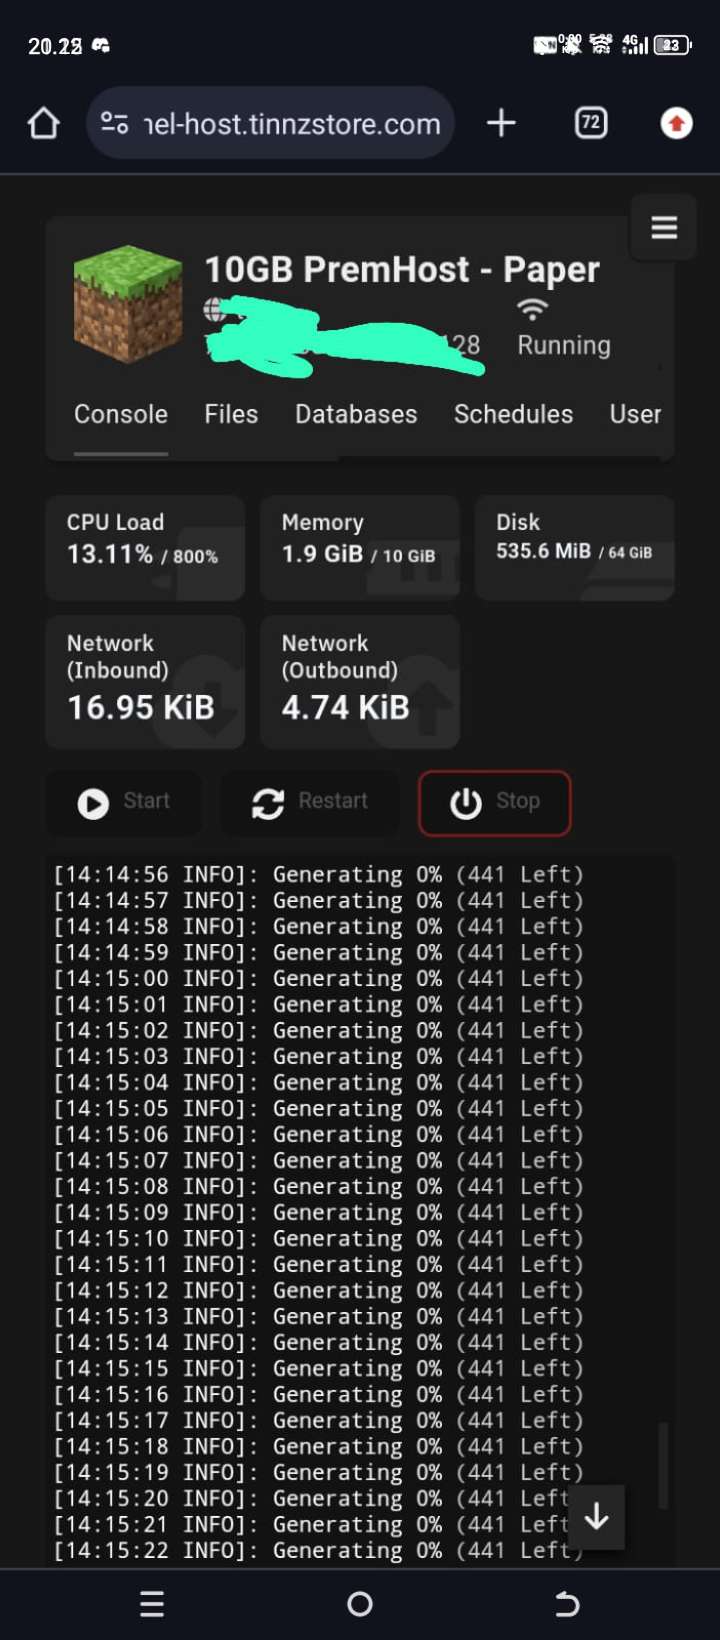 nel-host.tinnzstore.com
72
10GB PremHost - Paper
128
Running
Console Files Databases Schedules User
CPU Load
13.11% / 800%
Memory
1.9 GiB / 10 GiB
Disk
535.6 MiB / 64 GiB
Network
(Inbound)
16.95 KiB
Network
(Outbound)
4.74 KiB
Start Restart Stop
[14:14:56 INFO]: Generating 0% (441 Left)
[14:14:57 INFO]: Generating 0% (441 Left)
[14:14:58 INFO]: Generating 0% (441 Left)
[14:14:59 INFO]: Generating 0% (441 Left)
[14:15:00 INFO]: Generating 0% (441 Left)
[14:15:01 INFO]: Generating 0% (441 Left)
[14:15:02 INFO]: Generating 0% (441 Left)
[14:15:03 INFO]: Generating 0% (441 Left)
[14:15:04 INFO]: Generating 0% (441 Left)
[14:15:05 INFO]: Generating 0% (441 Left)
[14:15:06 INFO]: Generating 0% (441 Left)
[14:15:07 INFO]: Generating 0% (441 Left)
[14:15:08 INFO]: Generating 0% (441 Left)
[14:15:09 INFO]: Generating 0% (441 Left)
[14:15:10 INFO]: Generating 0% (441 Left)
[14:15:11 INFO]: Generating 0% (441 Left)
[14:15:12 INFO]: Generating 0% (441 Left)
[14:15:13 INFO]: Generating 0% (441 Left)
[14:15:14 INFO]: Generating 0% (441 Left)
[14:15:15 INFO]: Generating 0% (441 Left)
[14:15:16 INFO]: Generating 0% (441 Left)
[14:15:17 INFO]: Generating 0% (441 Left)
[14:15:18 INFO]: Generating 0% (441 Left)
[14:15:19 INFO]: Generating 0% (441 Left)
[14:15:20 INFO]: Generating 0% (441 Left
[14:15:21 INFO]: Generating 0% (441 Left
[14:15:22 INFO]: Generating 0% (441 Left)